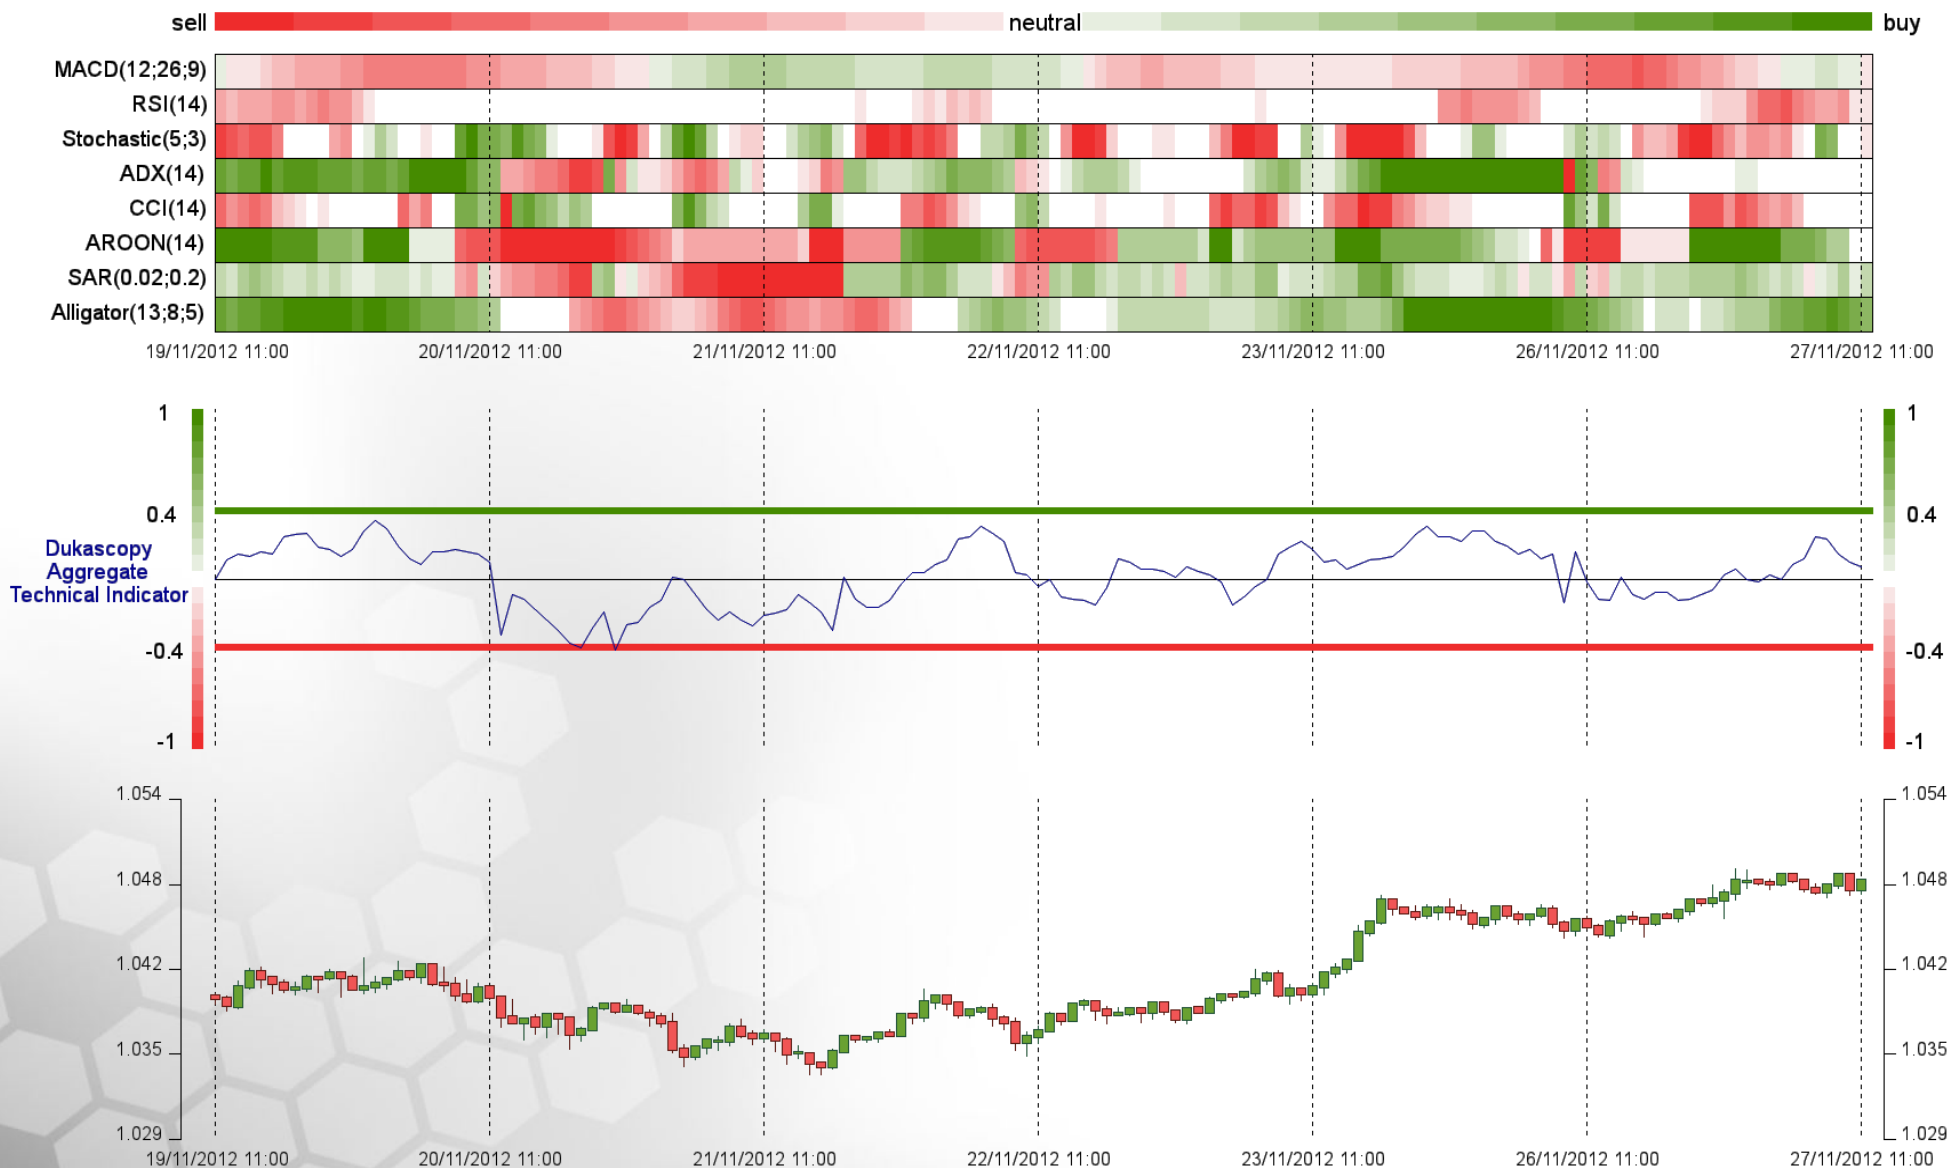 sell neutral buy
MACD(12;26;9)
RSI(14)
Stochastic(5;3)
ADX(14)
CCI(14)
AROON(14)
SAR(0.02;0.2)
Alligator(13;8;5)
19/11/2012 11:00 20/11/2012 11:00 21/11/2012 11:00 22/11/2012 11:00 23/11/2012 11:00 26/11/2012 11:00 27/11/2012 11:00
1 1
0.4 0.4
Dukascopy
Aggregate
Technical Indicator
-0.4 -0.4
-1 -1
1.054 1.054
1.048 1.048
1.042 1.042
1.035 1.035
1.029 1.029
19/11/2012 11:00 20/11/2012 11:00 21/11/2012 11:00 22/11/2012 11:00 23/11/2012 11:00 26/11/2012 11:00 27/11/2012 11:00